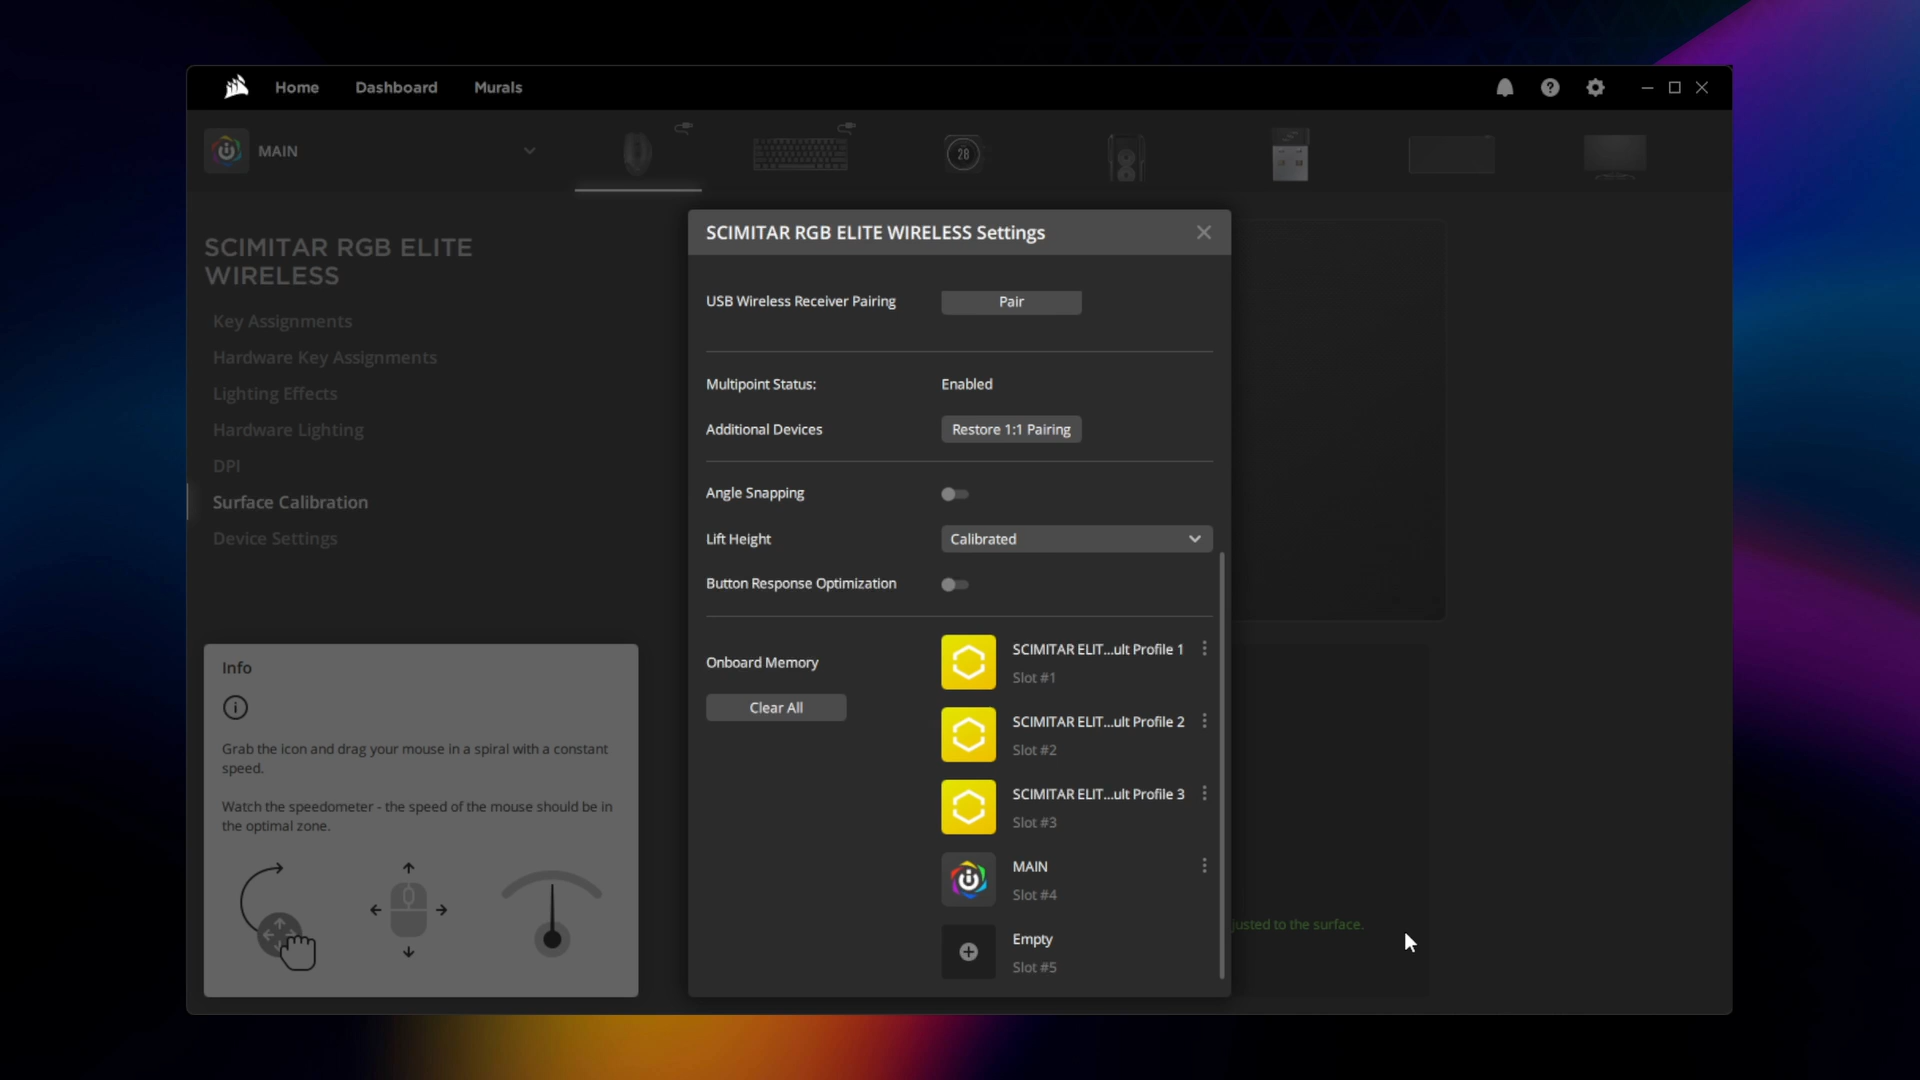 Home
Dashboard
Murals
MAIN
28
SCIMITAR RGB ELITE
WIRELESS
Key Assignments
Hardware Key Assignments
Lighting Effects
Hardware Lighting
DPI
Surface Calibration
Device Settings
Info
Grab the icon and drag your mouse in a spiral with a constant
speed.
Watch the speedometer - the speed of the mouse should be in
the optimal zone.
SCIMITAR RGB ELITE WIRELESS Settings
USB Wireless Receiver Pairing
Pair
Multipoint Status:
Enabled
Additional Devices
Restore 1:1 Pairing
Angle Snapping
Lift Height
Calibrated
Button Response Optimization
Onboard Memory
Clear All
SCIMITAR ELIT...ult Profile 1
Slot #1
SCIMITAR ELIT...ult Profile 2
Slot #2
SCIMITAR ELIT...ult Profile 3
Slot #3
MAIN
Slot #4
Empty
Slot #5
justed to the surface.